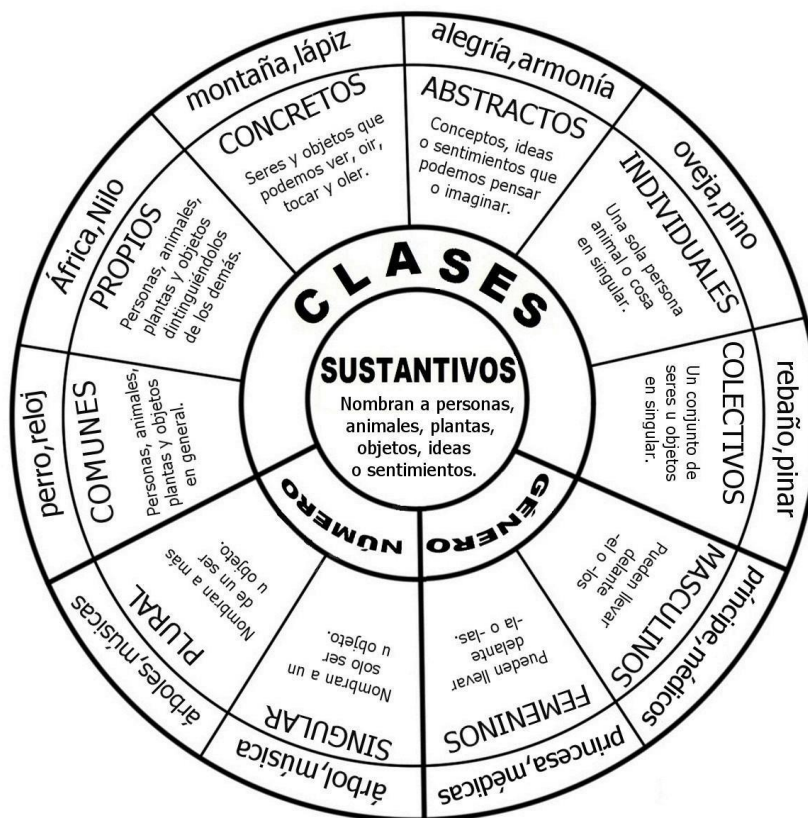 SUSTANTIVOS
Nombran a personas,
animales, plantas,
objetos, ideas
o sentimientos.
CLASES
COMUNES
Personas, animales,
plantas y objetos
en general.
perro,reloj
PROPIOS
Personas, animales,
plantas y objetos
dintinguiéndolos
de los demás.
África,Nilo
CONCRETOS
Seres y objetos que
podemos ver, oir,
tocar y oler.
montaña,lápiz
ABSTRACTOS
Conceptos, ideas
o sentimientos que
podemos pensar
o imaginar.
alegría,armonía
INDIVIDUALES
Una sola persona
animal o cosa
en singular.
oveja,pino
COLECTIVOS
Un conjunto de
seres u objetos
en singular.
rebaño,pinar
GÉNERO
MASCULINOS
Pueden llevar
delante
-el o -los
príncipe,médicos
FEMENINOS
Pueden llevar
delante
-la o -las.
princesa,médicas
NÚMERO
SINGULAR
Nombran a un
solo ser
u objeto.
árbol,música
PLURAL
Nombran a más
de un ser
u objeto.
árboles,músicas